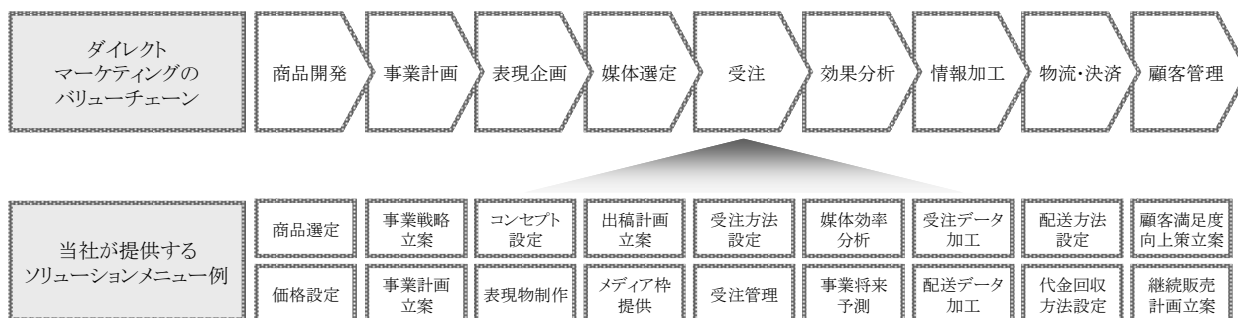 ダイレクト
マーケティングの
バリューチェーン
商品開発
事業計画
表現企画
媒体選定
受注
効果分析
情報加工
物流・決済
顧客管理
当社が提供する
ソリューションメニュー例
商品選定
事業戦略
立案
コンセプト
設定
出稿計画
立案
受注方法
設定
媒体効率
分析
受注データ
加工
配送方法
設定
顧客満足度
向上策立案
価格設定
事業計画
立案
表現物制作
メディア枠
提供
受注管理
事業将来
予測
配送データ
加工
代金回収
方法設定
継続販売
計画立案